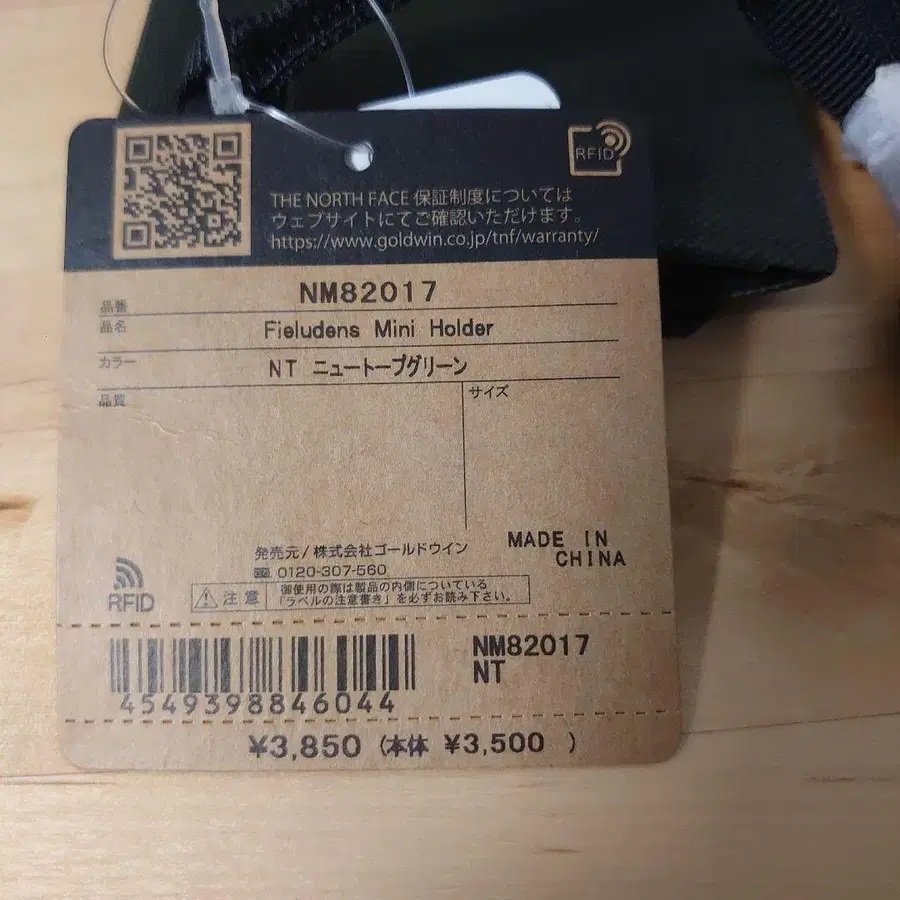 RFID
THE NORTH FACE 保証制度については
ウェブサイトにてご確認いただけます。
https://www.goldwin.co.jp/tnf/warranty/
品番 NM82017
品名 Fieludens Mini Holder
カラー NT ニュートープグリーン
品質
サイズ
MADE IN
CHINA
発売元/株式会社ゴールドウイン
0120-307-560
RFID
注意
御使用の際は製品の内側についている
「ラベルの注意書き」を必ずお読み下さい。
4549398846044
NM82017
NT
¥3,850 (本体 ¥3,500 )